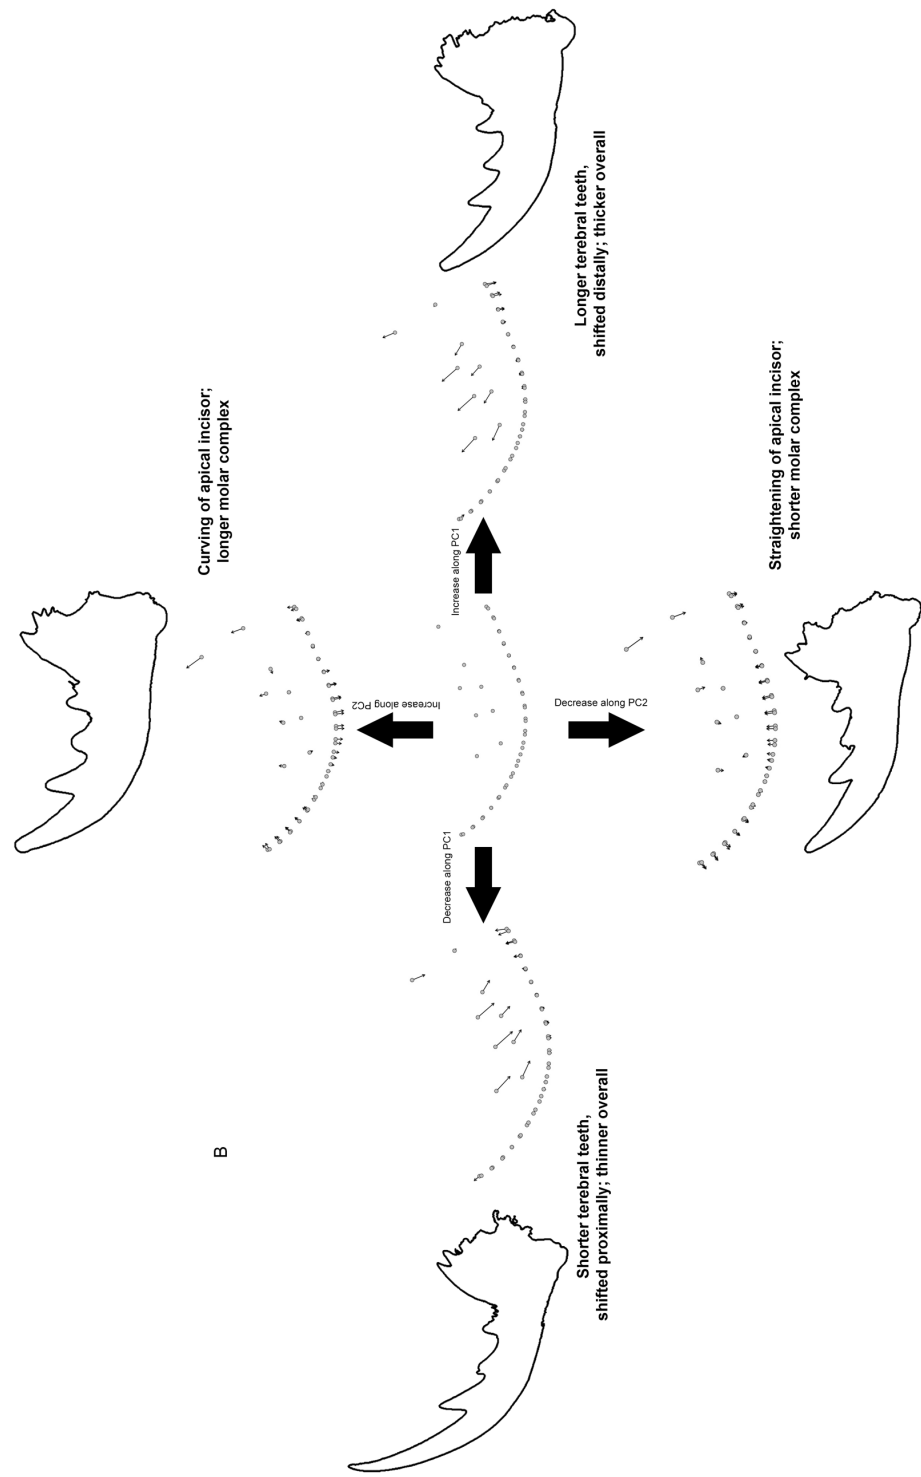 B
Curving of apical incisor;
longer molar complex
Increase along PC2
Decrease along PC1
Increase along PC1
Shorter terebral teeth,
shifted proximally; thinner overall
Longer terebral teeth,
shifted distally; thicker overall
Decrease along PC2
Straightening of apical incisor;
shorter molar complex